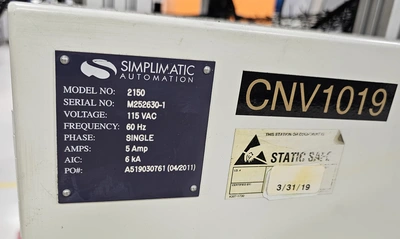 SIMPLIMATIC
AUTOMATION
MODEL NO: 2150
SERIAL NO: M252630-1
VOLTAGE: 115 VAC
FREQUENCY: 60 Hz
PHASE: SINGLE
AMPS: 5 Amp
AIC: 6 kA
PO#: A519030761 (04/2011)
CNV1019
STATIC SAFE
3/31/19